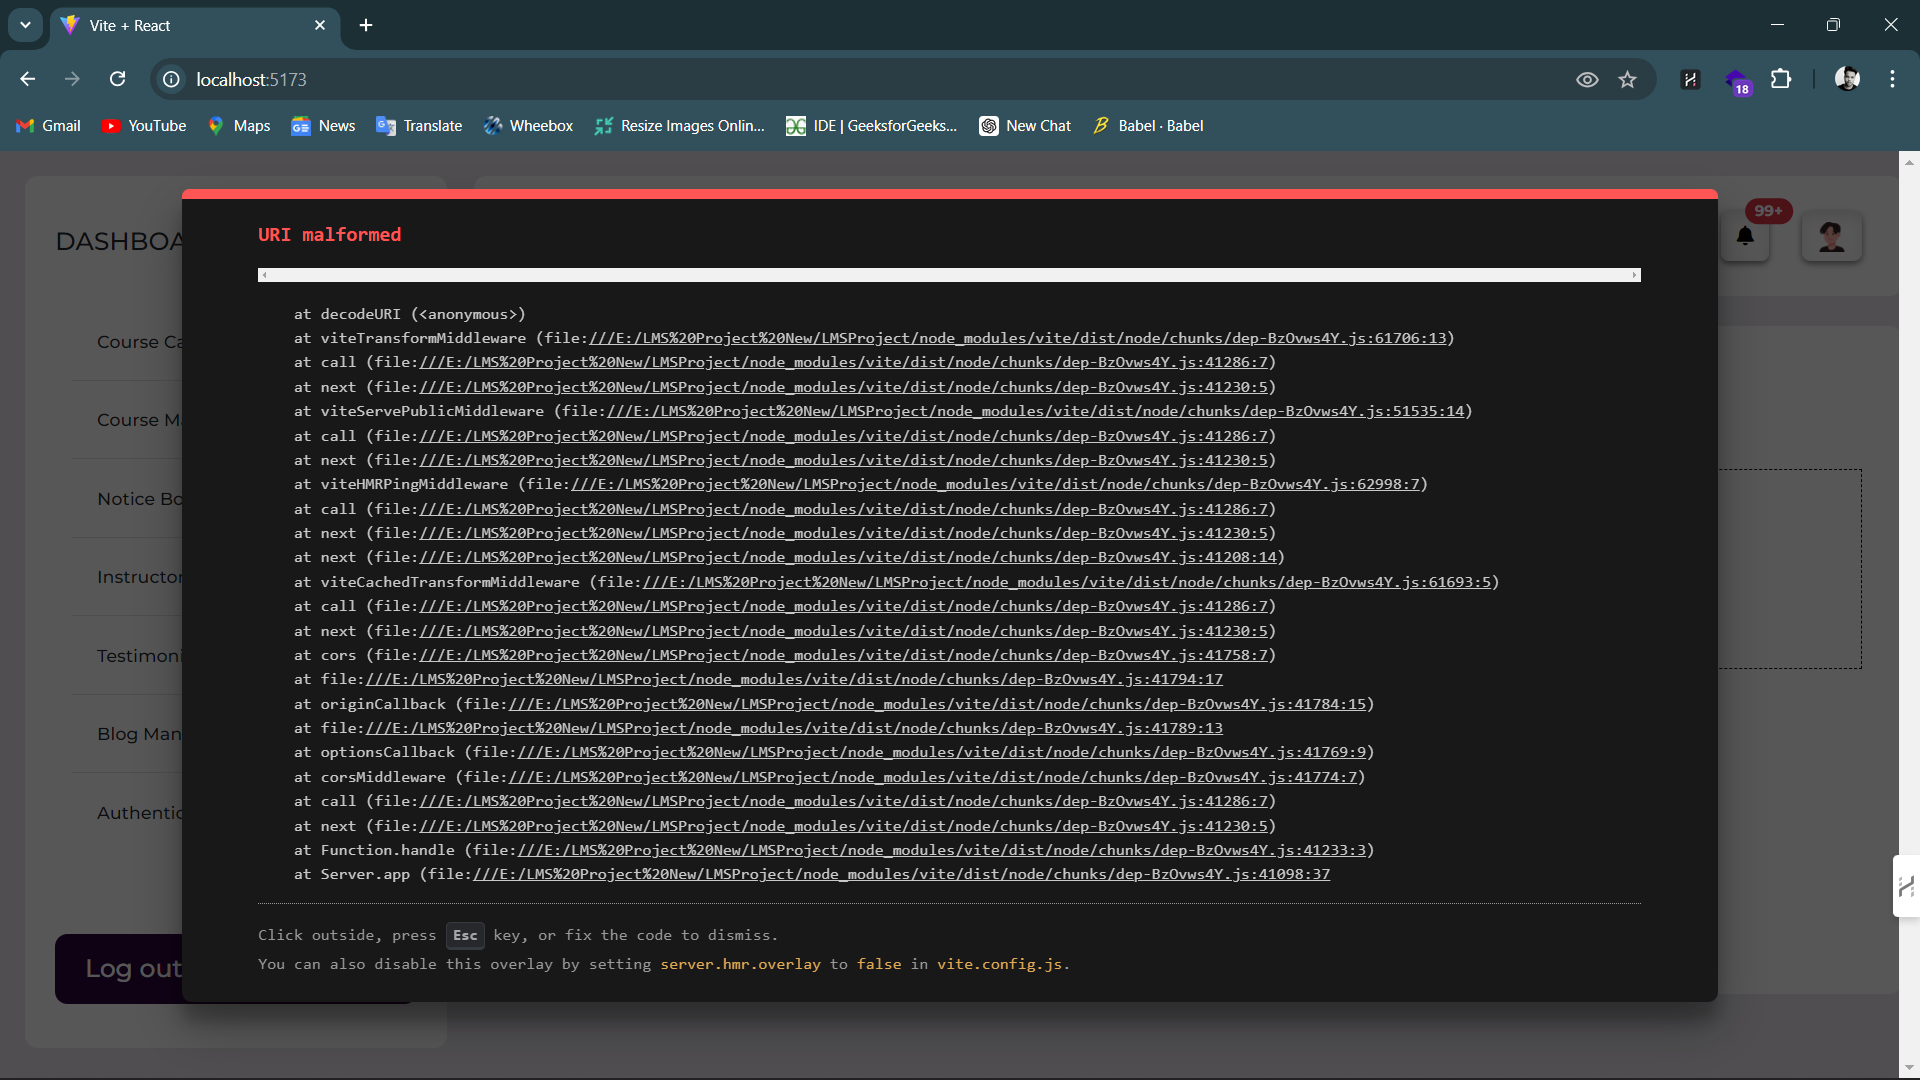 Vite + React
localhost:5173
18
Gmail
YouTube
Maps
News
Translate
Wheebox
Resize Images Onlin...
IDE | GeeksforGeeks...
New Chat
Babel · Babel
DASHBOA
99+
Course Ca
Course M
Notice Bo
Instructor
Testimoni
Blog Man
Authentic
Log out
URI malformed
at decodeURI (<anonymous>)
at viteTransformMiddleware (file:///E:/LMS%20Project%20New/LMSProject/node_modules/vite/dist/node/chunks/dep-BzOvws4Y.js:61706:13)
at call (file:///E:/LMS%20Project%20New/LMSProject/node_modules/vite/dist/node/chunks/dep-BzOvws4Y.js:41286:7)
at next (file:///E:/LMS%20Project%20New/LMSProject/node_modules/vite/dist/node/chunks/dep-BzOvws4Y.js:41230:5)
at viteServePublicMiddleware (file:///E:/LMS%20Project%20New/LMSProject/node_modules/vite/dist/node/chunks/dep-BzOvws4Y.js:51535:14)
at call (file:///E:/LMS%20Project%20New/LMSProject/node_modules/vite/dist/node/chunks/dep-BzOvws4Y.js:41286:7)
at next (file:///E:/LMS%20Project%20New/LMSProject/node_modules/vite/dist/node/chunks/dep-BzOvws4Y.js:41230:5)
at viteHMRPingMiddleware (file:///E:/LMS%20Project%20New/LMSProject/node_modules/vite/dist/node/chunks/dep-BzOvws4Y.js:62998:7)
at call (file:///E:/LMS%20Project%20New/LMSProject/node_modules/vite/dist/node/chunks/dep-BzOvws4Y.js:41286:7)
at next (file:///E:/LMS%20Project%20New/LMSProject/node_modules/vite/dist/node/chunks/dep-BzOvws4Y.js:41230:5)
at next (file:///E:/LMS%20Project%20New/LMSProject/node_modules/vite/dist/node/chunks/dep-BzOvws4Y.js:41208:14)
at viteCachedTransformMiddleware (file:///E:/LMS%20Project%20New/LMSProject/node_modules/vite/dist/node/chunks/dep-BzOvws4Y.js:61693:5)
at call (file:///E:/LMS%20Project%20New/LMSProject/node_modules/vite/dist/node/chunks/dep-BzOvws4Y.js:41286:7)
at next (file:///E:/LMS%20Project%20New/LMSProject/node_modules/vite/dist/node/chunks/dep-BzOvws4Y.js:41230:5)
at cors (file:///E:/LMS%20Project%20New/LMSProject/node_modules/vite/dist/node/chunks/dep-BzOvws4Y.js:41758:7)
at file:///E:/LMS%20Project%20New/LMSProject/node_modules/vite/dist/node/chunks/dep-BzOvws4Y.js:41794:17
at originCallback (file:///E:/LMS%20Project%20New/LMSProject/node_modules/vite/dist/node/chunks/dep-BzOvws4Y.js:41784:15)
at file:///E:/LMS%20Project%20New/LMSProject/node_modules/vite/dist/node/chunks/dep-BzOvws4Y.js:41789:13
at optionsCallback (file:///E:/LMS%20Project%20New/LMSProject/node_modules/vite/dist/node/chunks/dep-BzOvws4Y.js:41769:9)
at corsMiddleware (file:///E:/LMS%20Project%20New/LMSProject/node_modules/vite/dist/node/chunks/dep-BzOvws4Y.js:41774:7)
at call (file:///E:/LMS%20Project%20New/LMSProject/node_modules/vite/dist/node/chunks/dep-BzOvws4Y.js:41286:7)
at next (file:///E:/LMS%20Project%20New/LMSProject/node_modules/vite/dist/node/chunks/dep-BzOvws4Y.js:41230:5)
at Function.handle (file:///E:/LMS%20Project%20New/LMSProject/node_modules/vite/dist/node/chunks/dep-BzOvws4Y.js:41233:3)
at Server.app (file:///E:/LMS%20Project%20New/LMSProject/node_modules/vite/dist/node/chunks/dep-BzOvws4Y.js:41098:37
Click outside, press Esc key, or fix the code to dismiss.
You can also disable this overlay by setting server.hmr.overlay to false in vite.config.js.